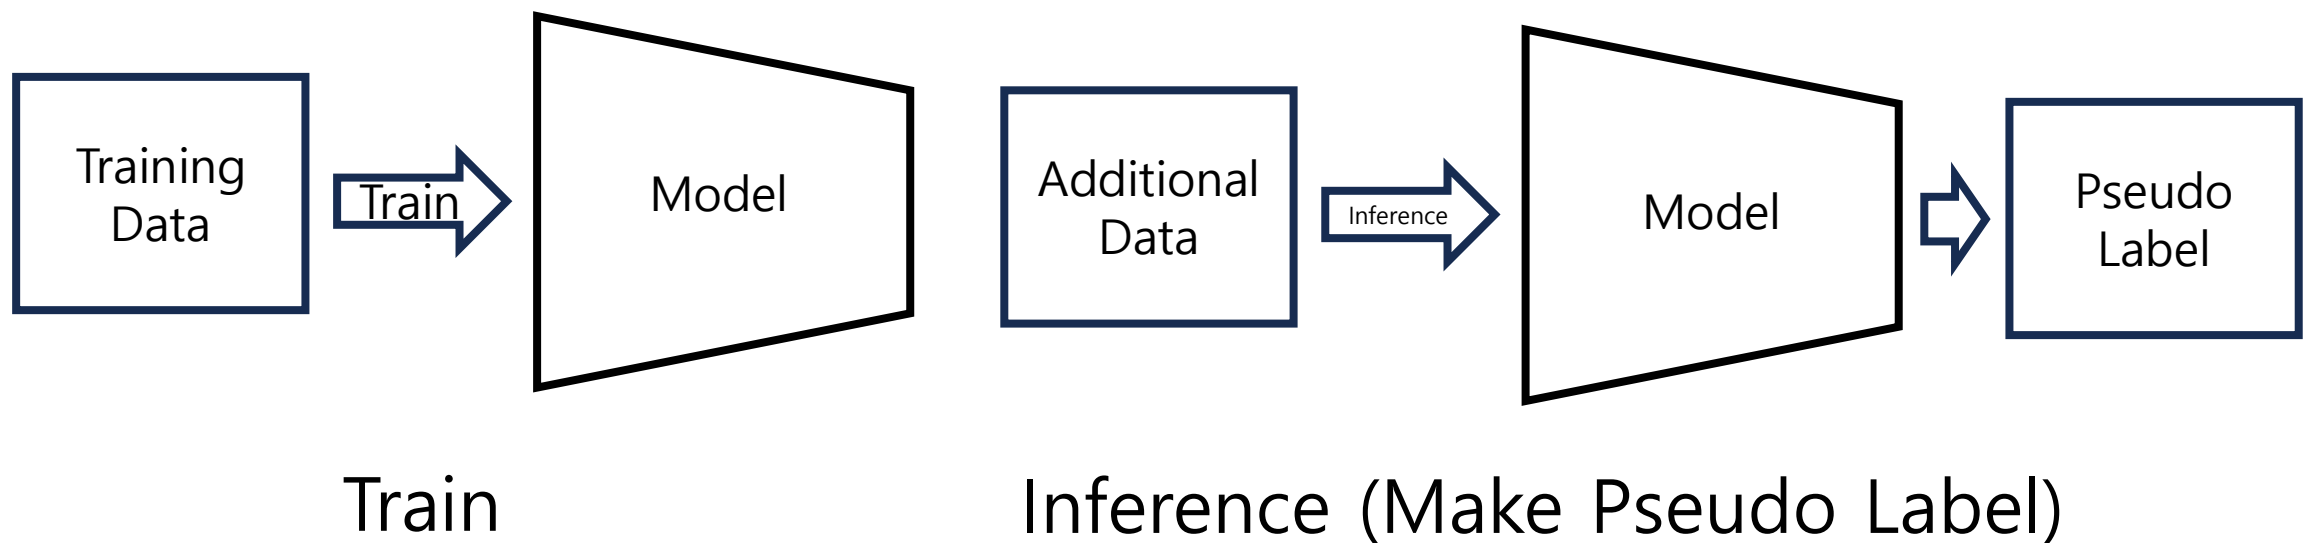 Training
Data
Train
Model
Additional
Data
Inference
Model
Pseudo
Label
Train
Inference (Make Pseudo Label)